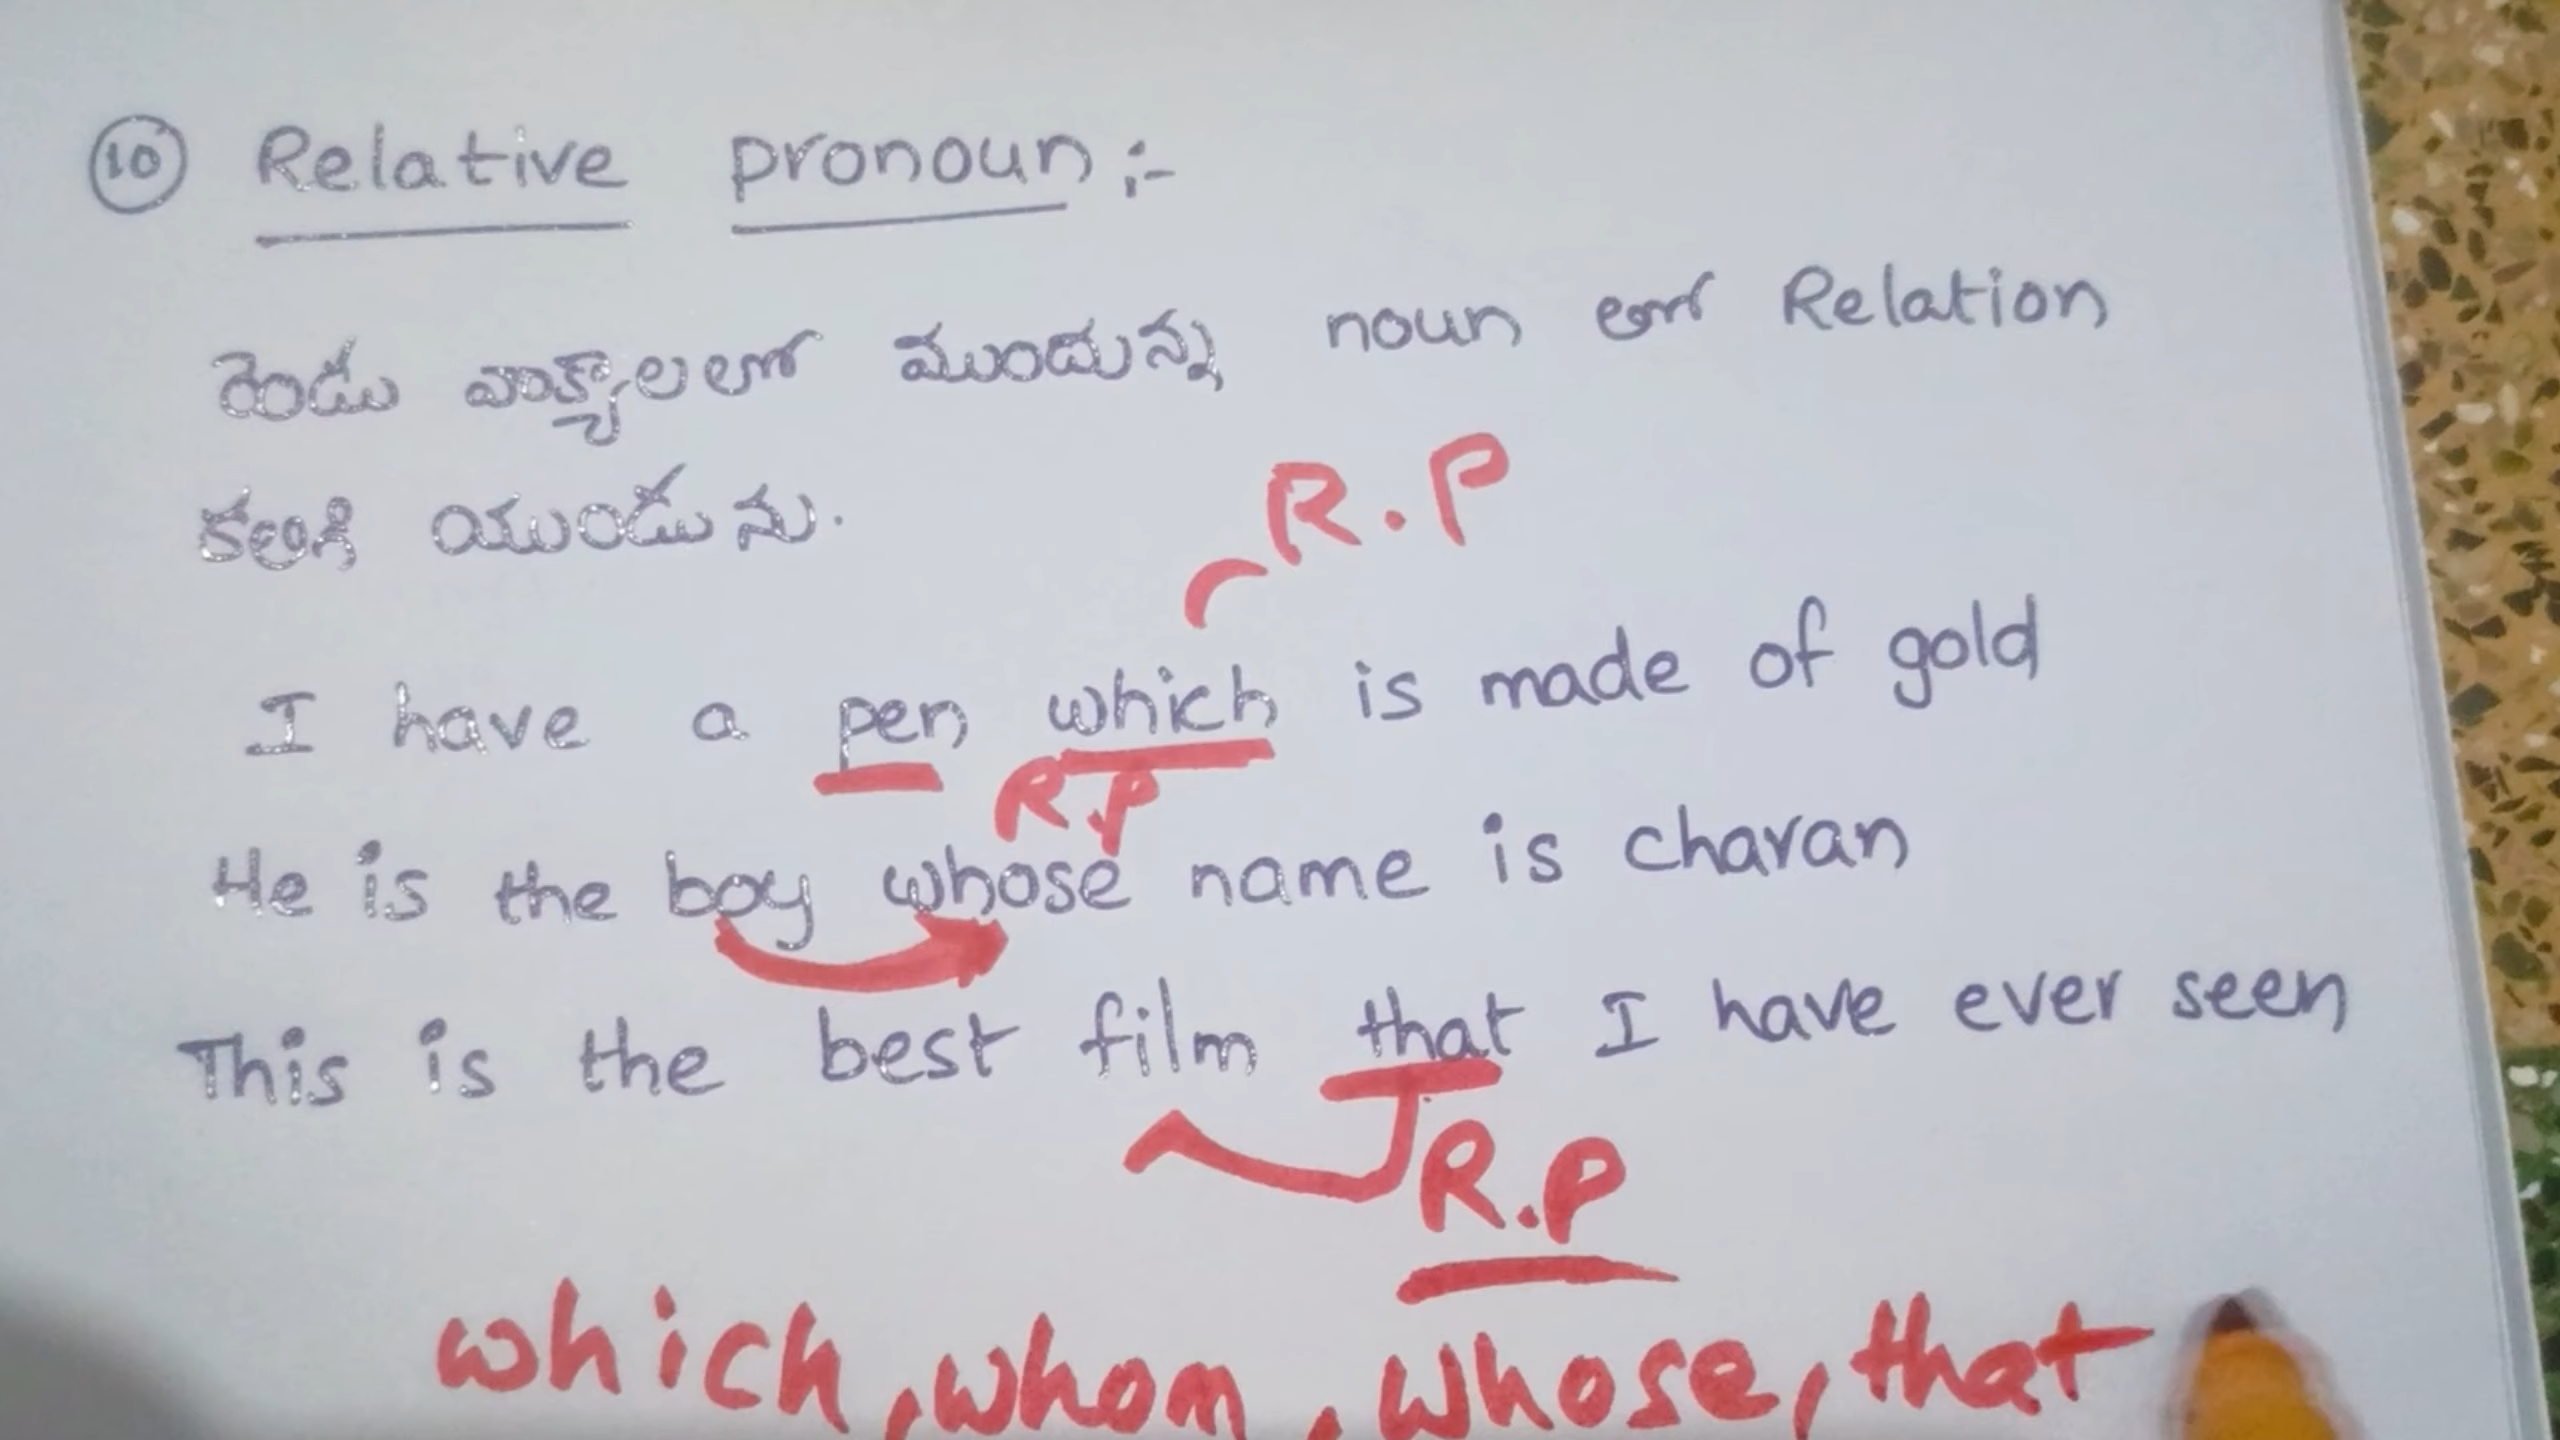 10 Relative pronoun :-
రెండు వాక్యాలలో ముందున్న noun లతో Relation
కలిగి యుండును.
R.P
I have a pen which is made of gold
R.P
He is the boy whose name is charan
This is the best film that I have ever seen
R.P
which, whom, whose, that